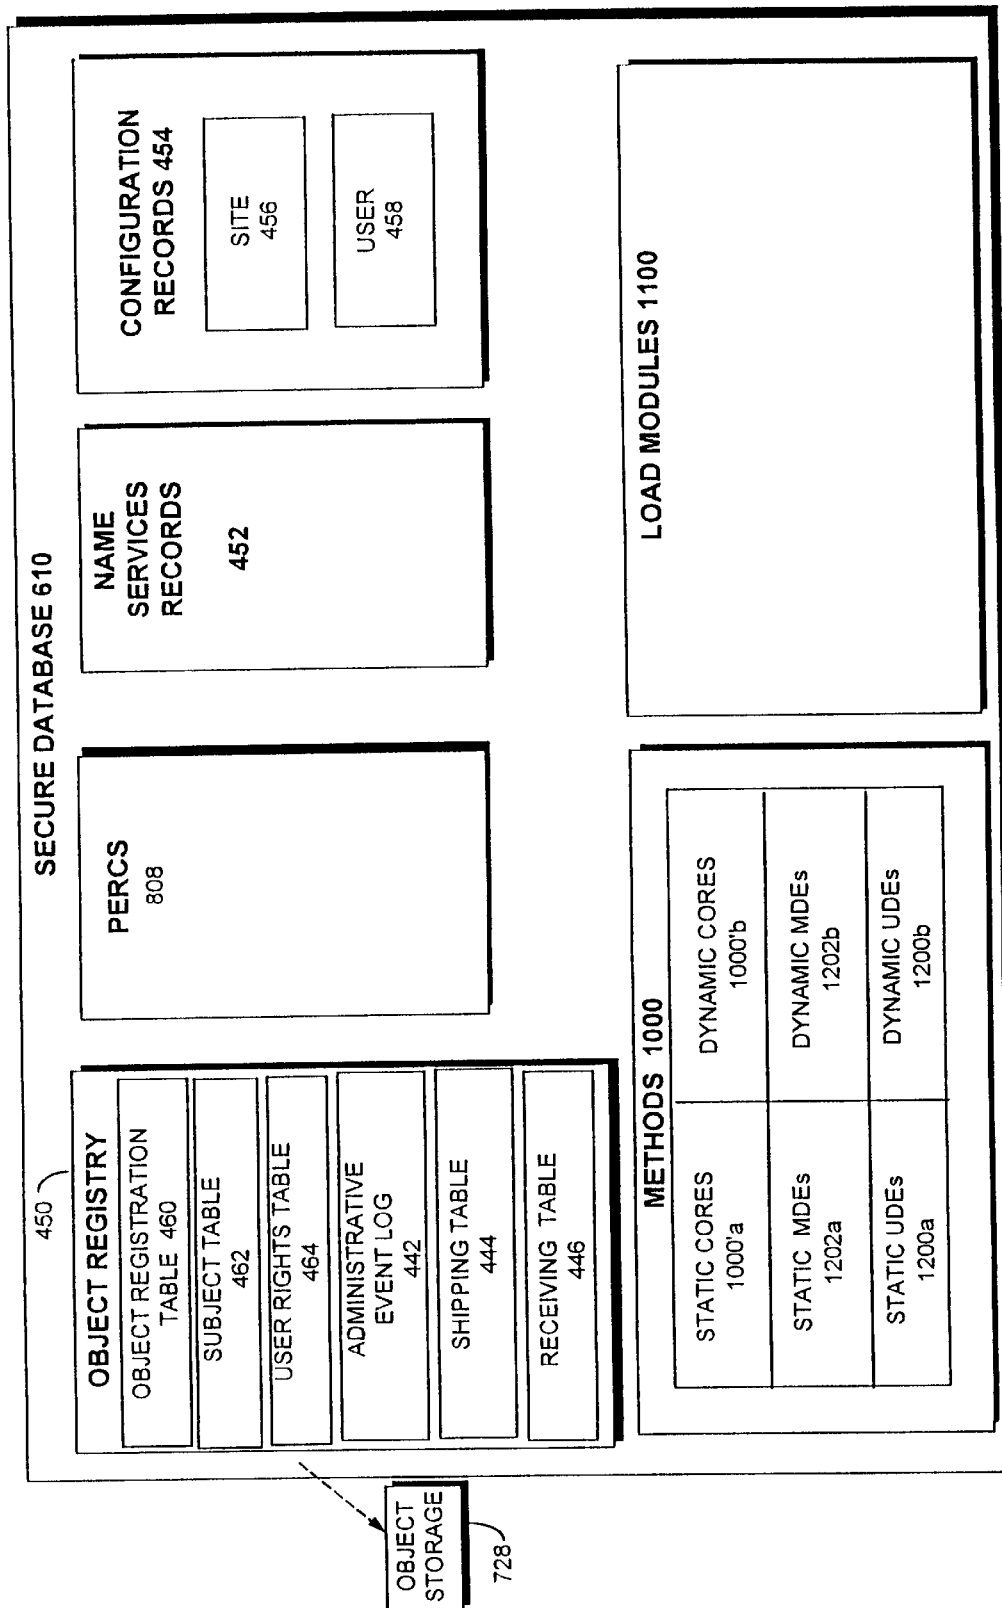 SECURE DATABASE 610
450
OBJECT REGISTRY
OBJECT REGISTRATION
TABLE 460
SUBJECT TABLE
462
USER RIGHTS TABLE
464
ADMINISTRATIVE
EVENT LOG
442
SHIPPING TABLE
444
RECEIVING TABLE
446
PERCS
808
NAME
SERVICES
RECORDS
452
CONFIGURATION
RECORDS 454
SITE
456
USER
458
OBJECT
STORAGE
728
METHODS 1000
STATIC CORES
1000'a
DYNAMIC CORES
1000'b
STATIC MDEs
1202a
DYNAMIC MDEs
1202b
STATIC UDEs
1200a
DYNAMIC UDEs
1200b
LOAD MODULES 1100